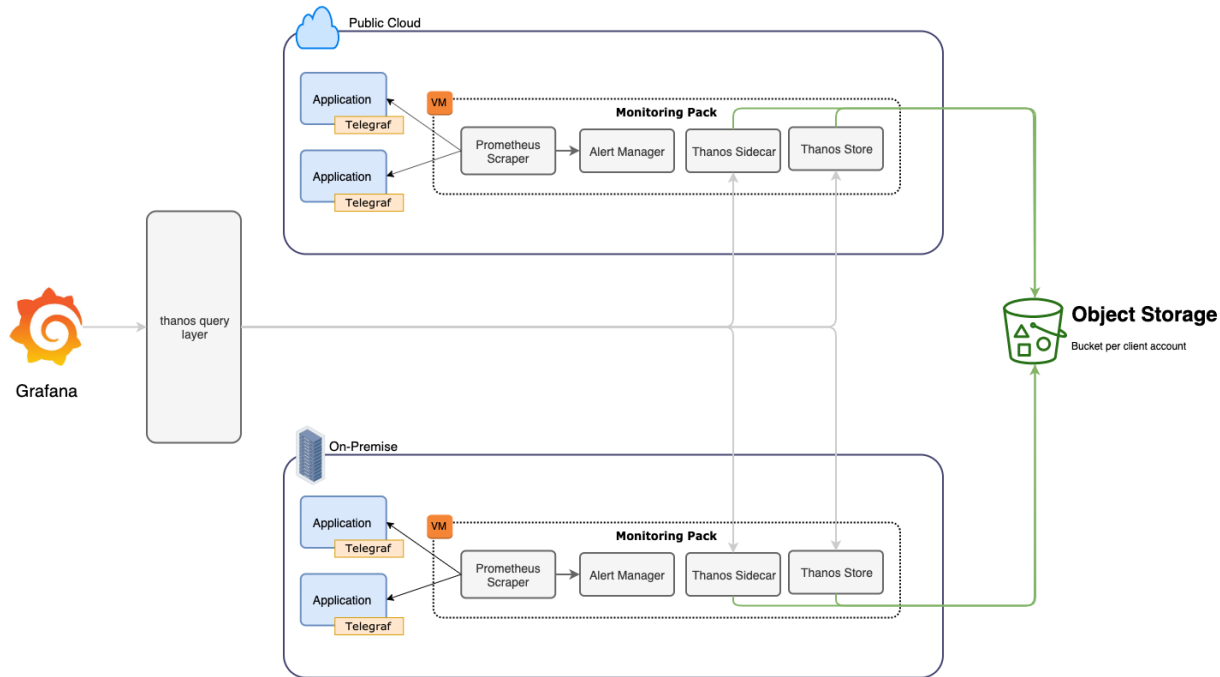 Public Cloud
Application
Telegraf
Application
Telegraf
VM
Monitoring Pack
Prometheus
Scraper
Alert Manager
Thanos Sidecar
Thanos Store
Grafana
thanos query
layer
Object Storage
Bucket per client account
On-Premise
Application
Telegraf
Application
Telegraf
VM
Monitoring Pack
Prometheus
Scraper
Alert Manager
Thanos Sidecar
Thanos Store